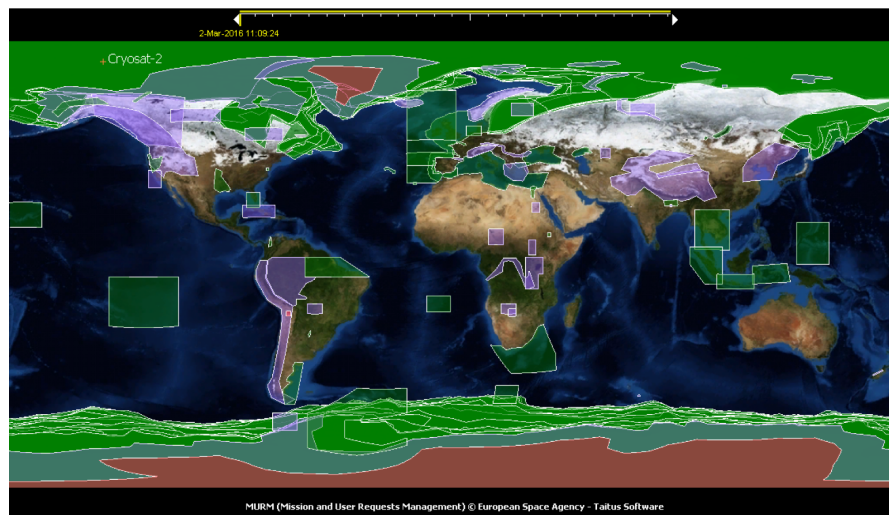 2-Mar-2016 11:09:24
Cryosat-2
MURM (Mission and User Requests Management) © European Space Agency - Taitus Software